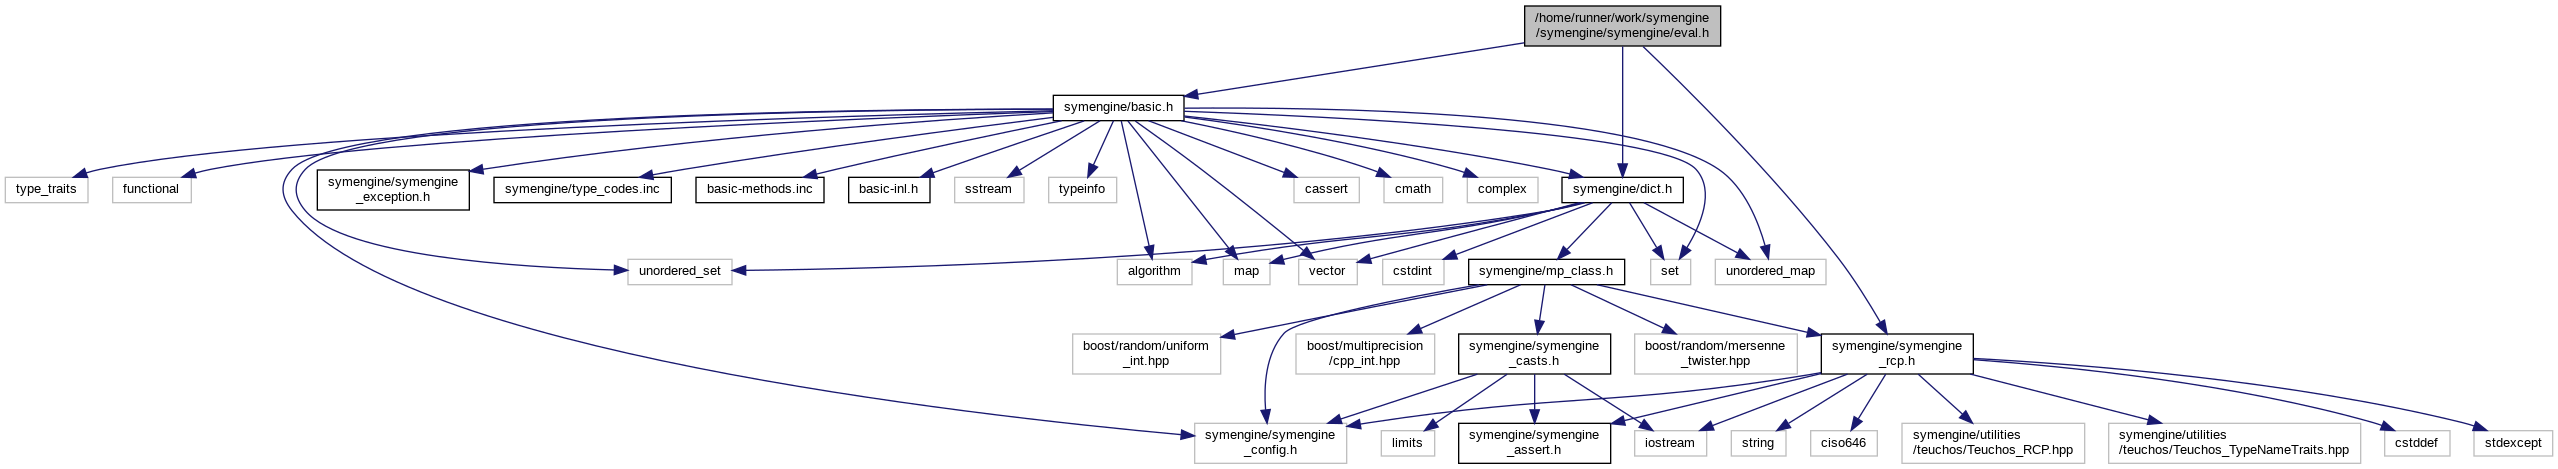 /home/runner/work/symengine
/symengine/symengine/eval.h
symengine/basic.h
type_traits
functional
symengine/symengine
_exception.h
symengine/type_codes.inc
basic-methods.inc
basic-inl.h
sstream
typeinfo
cassert
cmath
complex
symengine/dict.h
unordered_set
algorithm
map
vector
cstdint
symengine/mp_class.h
set
unordered_map
boost/random/uniform
_int.hpp
boost/multiprecision
/cpp_int.hpp
symengine/symengine
_casts.h
boost/random/mersenne
_twister.hpp
symengine/symengine
_rcp.h
symengine/symengine
_config.h
limits
symengine/symengine
_assert.h
iostream
string
ciso646
symengine/utilities
/teuchos/Teuchos_RCP.hpp
symengine/utilities
/teuchos/Teuchos_TypeNameTraits.hpp
cstddef
stdexcept